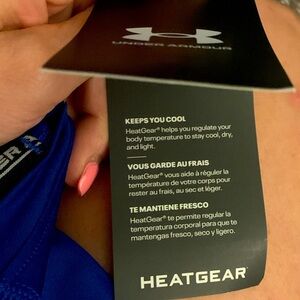 UNDER ARMOUR
KEEPS YOU COOL
HeatGear® helps you regulate your
body temperature to stay cool, dry,
and light.
VOUS GARDE AU FRAIS
HeatGear® vous aide à réguler la
température de votre corps pour
rester au frais, au sec et léger.
TE MANTIENE FRESCO
HeatGear® te permite regular la
temperatura corporal para que te
mantengas fresco, seco y ligero.
HEATGEAR®